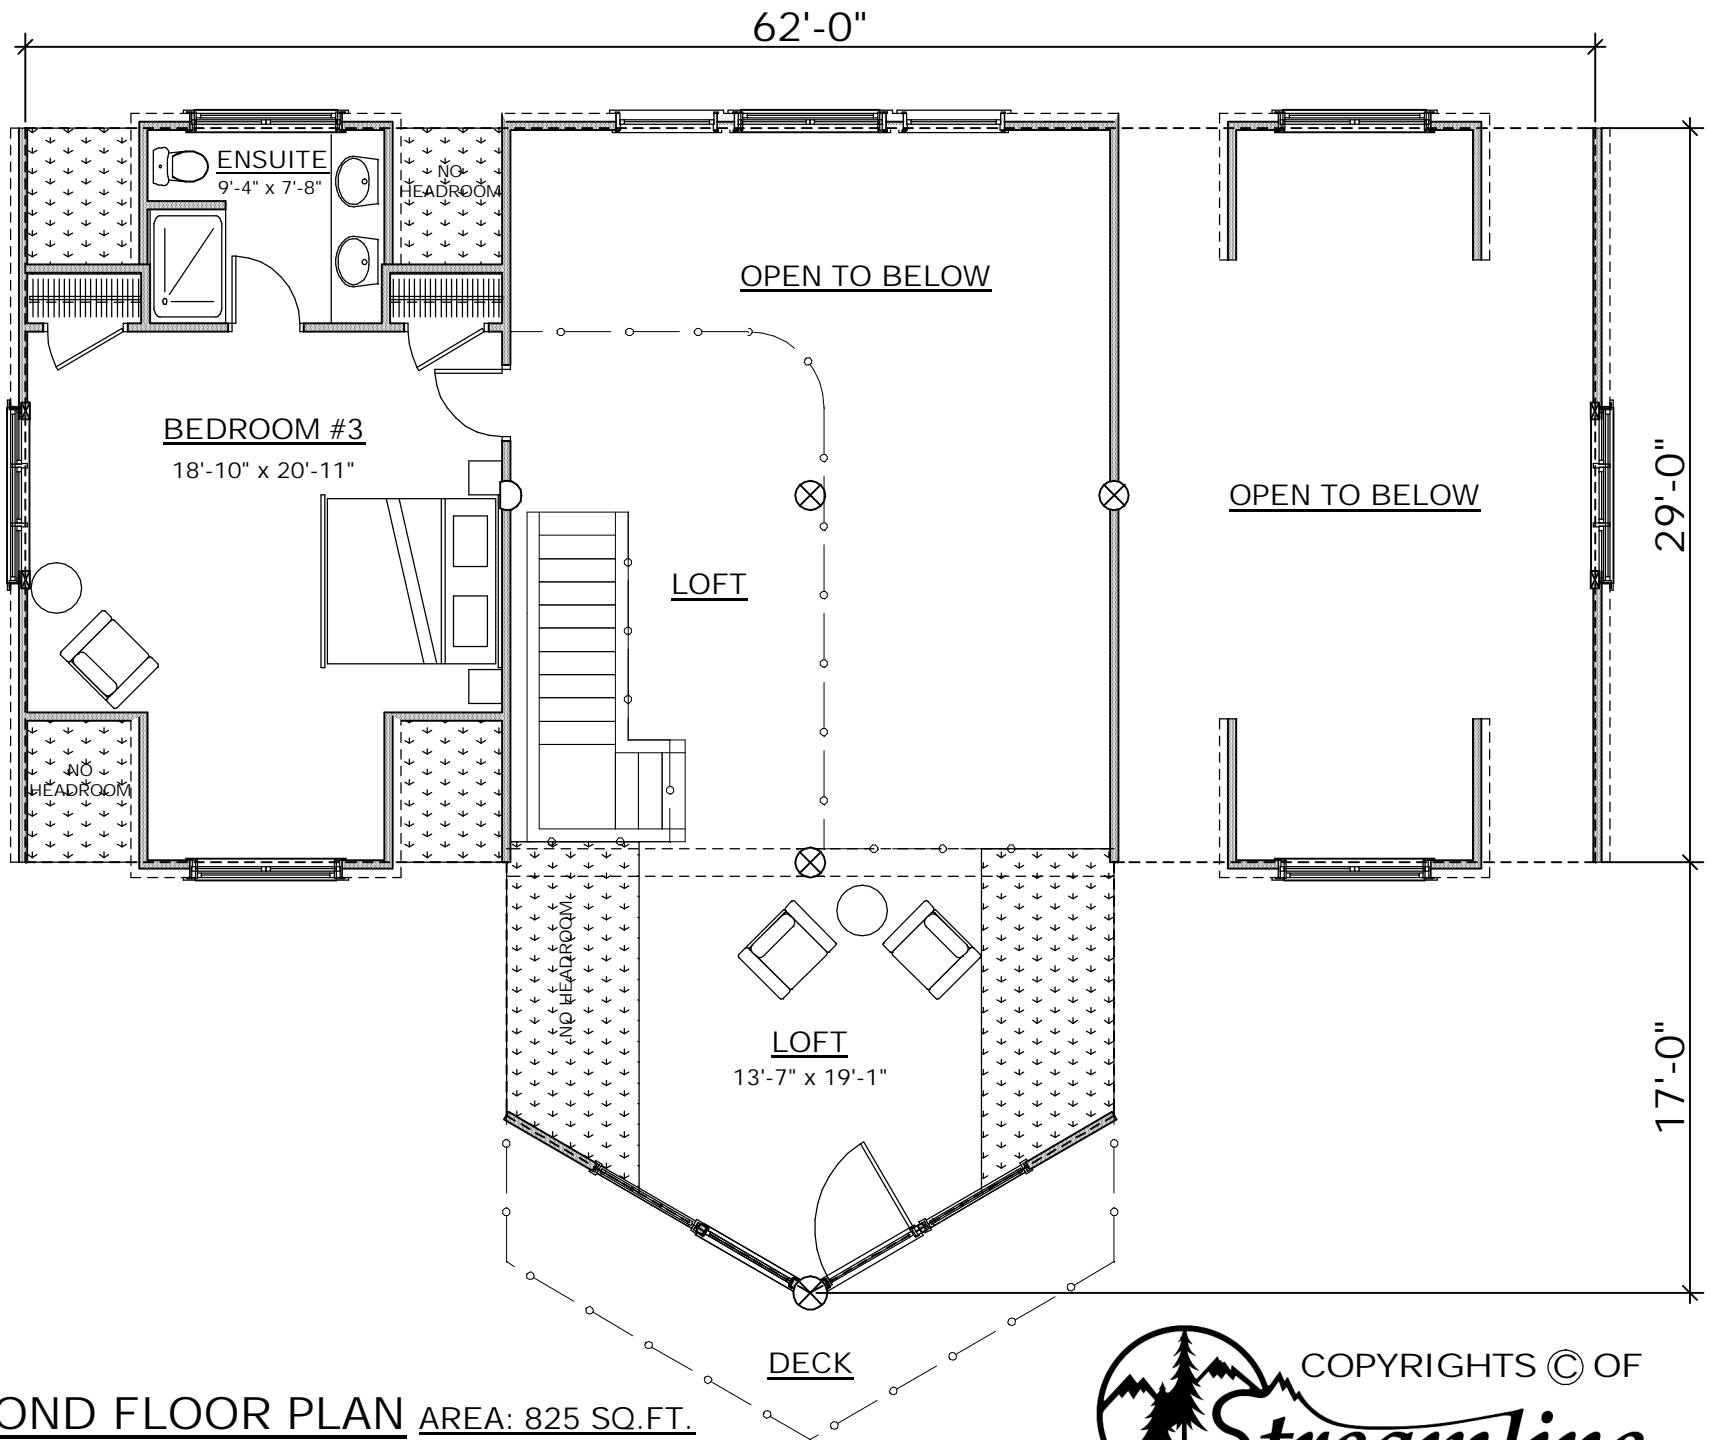 62'-0"
ENSUITE
9'-4" x 7'-8"
NO
HEADROOM
OPEN TO BELOW
BEDROOM #3
18'-10" x 20'-11"
OPEN TO BELOW
29'-0"
LOFT
NO
HEADROOM
NO HEADROOM
LOFT
13'-7" x 19'-1"
17'-0"
DECK
COPYRIGHTS © OF
Streamline
OND FLOOR PLAN AREA: 825 SQ.FT.